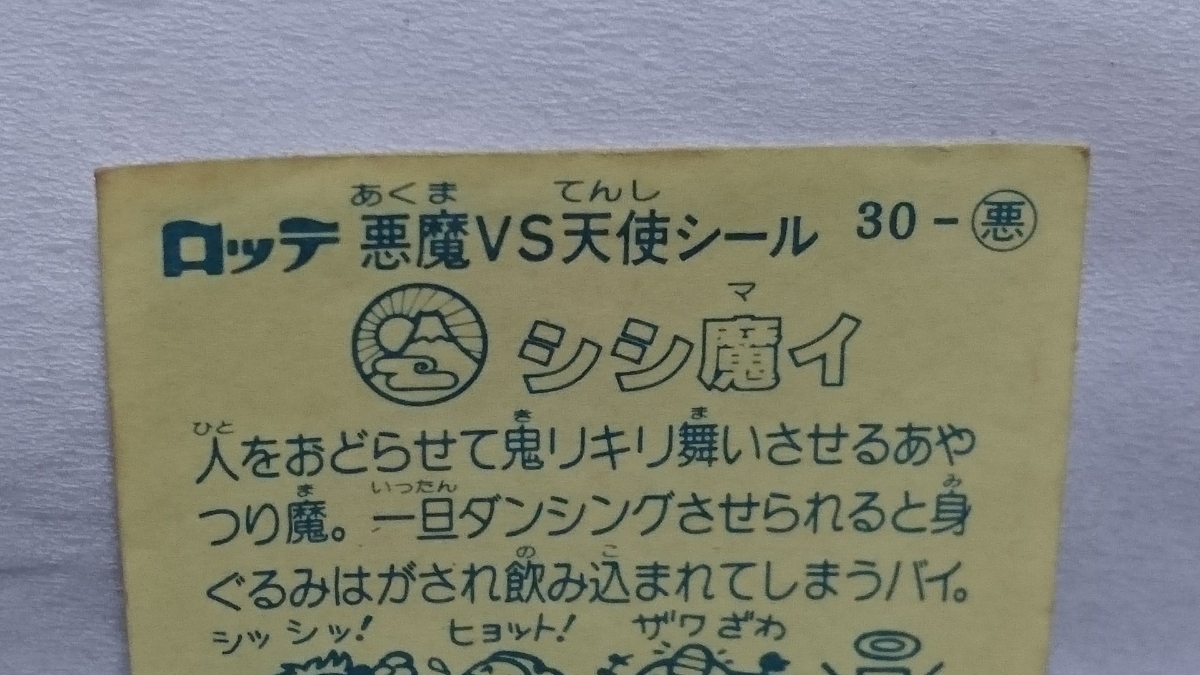 あくま てんし
ロッテ 悪魔VS天使シール 30-悪
マ
シシ魔イ
ひと き ま
人をおどらせて鬼リキリ舞いさせるあや
ま いったん み
つり魔。一旦ダンシングさせられると身
の こ
ぐるみはがされ飲み込まれてしまうバイ。
シッシッ! ヒョット! ザワざわ